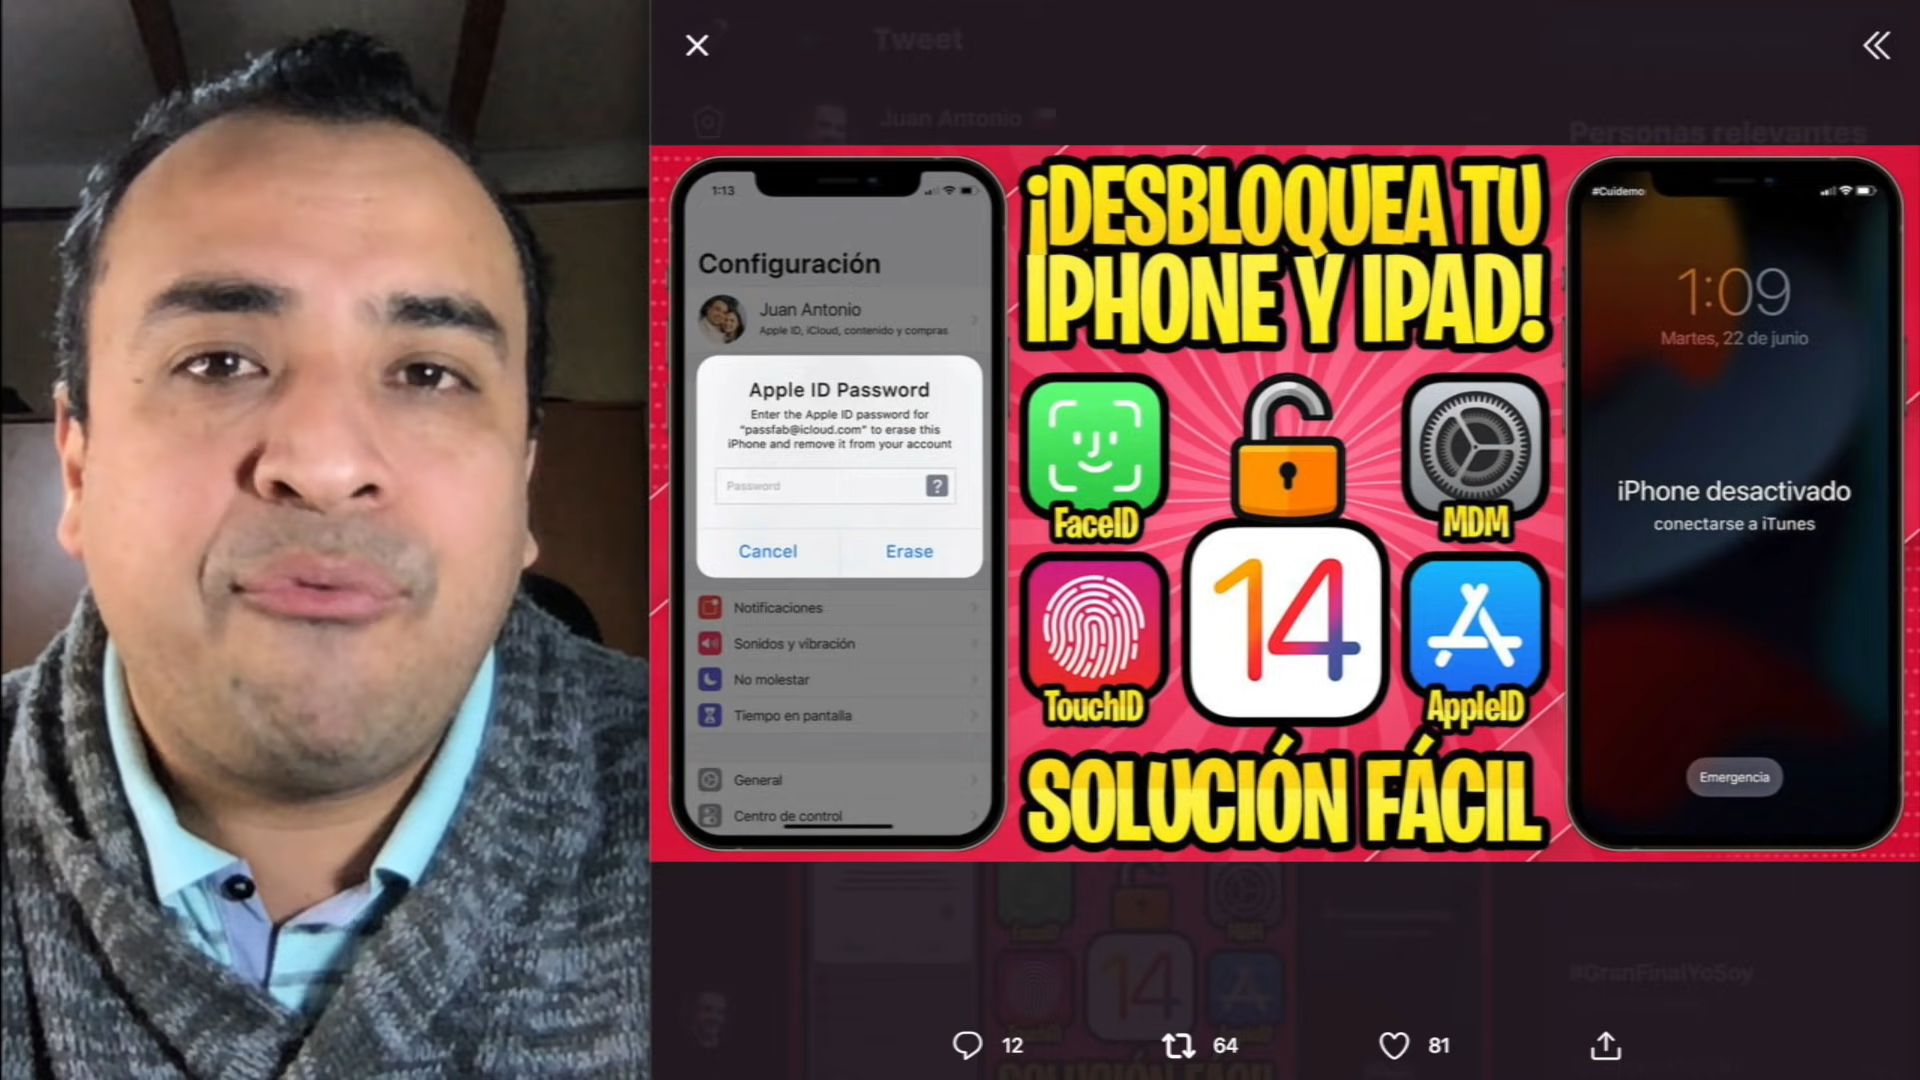 Tweet
Juan Antonio
Personas relevantes
1:13
Configuración
Juan Antonio
Apple ID, iCloud, contenido y compras
Apple ID Password
Enter the Apple ID password for
"passfab@icloud.com" to erase this
iPhone and remove it from your account
Password
?
Cancel
Erase
Notificaciones
Sonidos y vibración
No molestar
Tiempo en pantalla
General
Centro de control
¡DESBLOQUEA TU
IPHONE Y IPAD!
FaceID
MDM
14
TouchID
AppleID
SOLUCIÓN FÁCIL
#Cuidemo
1:09
Martes, 22 de junio
iPhone desactivado
conectarse a iTunes
Emergencia
14
#GranFinalYoSoy
12
64
81
SOLUCIÓN FÁCIL